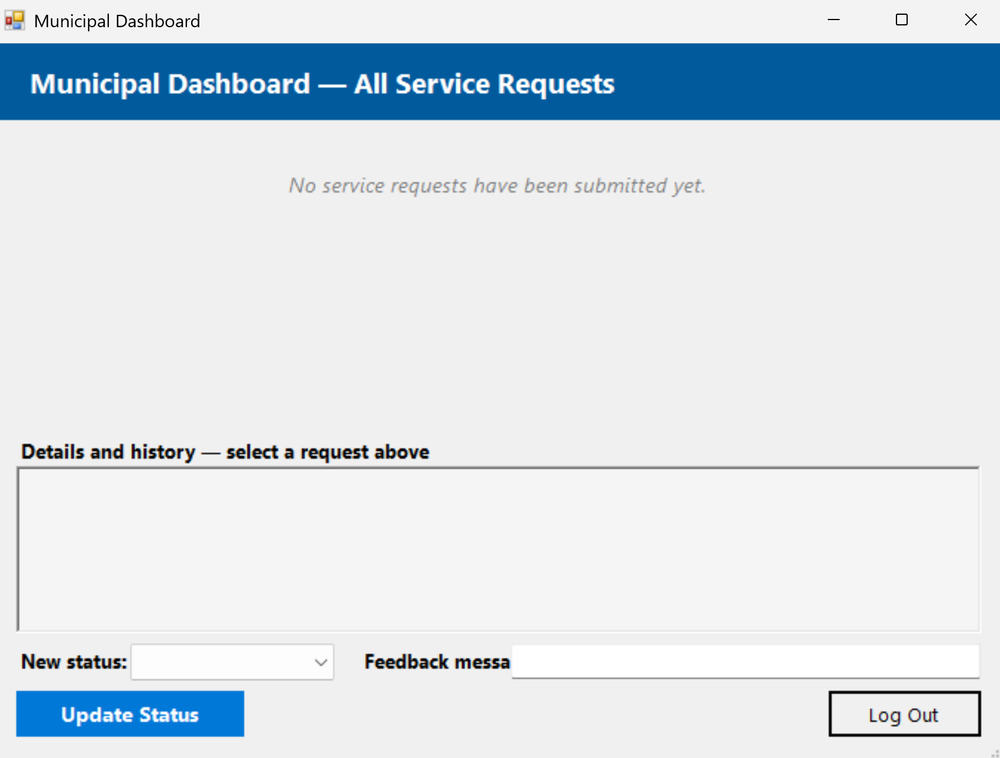 Municipal Dashboard
Municipal Dashboard — All Service Requests
No service requests have been submitted yet.
Details and history — select a request above
New status: Feedback messa
Update Status Log Out